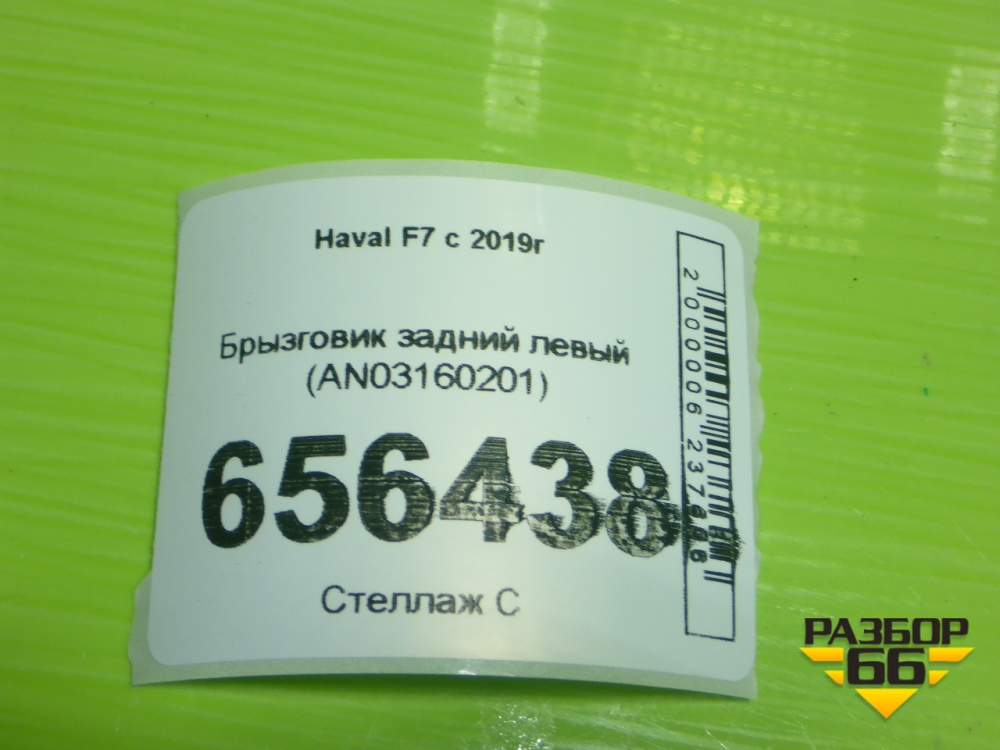 Haval F7 с 2019г
Брызговик задний левый
(AN03160201)
656438
Стеллаж С
РАЗБОР
66